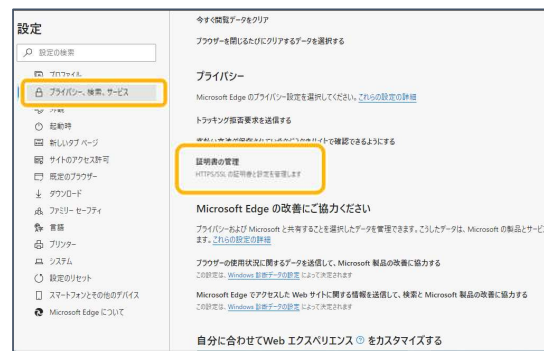 設定
設定の検索
プロファイル
プライバシー、検索、サービス
外観
起動時
新しいタブ ページ
サイトのアクセス許可
既定のブラウザー
ダウンロード
ファミリー セーフティ
言語
プリンター
システム
設定のリセット
スマートフォンとその他のデバイス
Microsoft Edge について
今すぐ閲覧データをクリア
ブラウザーを閉じるたびにクリアするデータを選択する
プライバシー
Microsoft Edge のプライバシー設定を選択してください。これらの設定の詳細
トラッキング拒否要求を送信する
サイトで確認できるようにする
証明書の管理
HTTPS/SSL の証明書と設定を管理します
Microsoft Edge の改善にご協力ください
プライバシーおよび Microsoft と共有することを選択したデータを管理できます。こうしたデータは、Microsoft の製品とサービ
ます。これらの設定の詳細
ブラウザーの使用状況に関するデータを送信して、Microsoft 製品の改善に協力する
この設定は、Windows 診断データの設定 によって決定されます
Microsoft Edge でアクセスした Web サイトに関する情報を送信して、検索と Microsoft 製品の改善に協力する
この設定は、Windows 診断データの設定 によって決定されます
自分に合わせてWeb エクスペリエンス をカスタマイズする